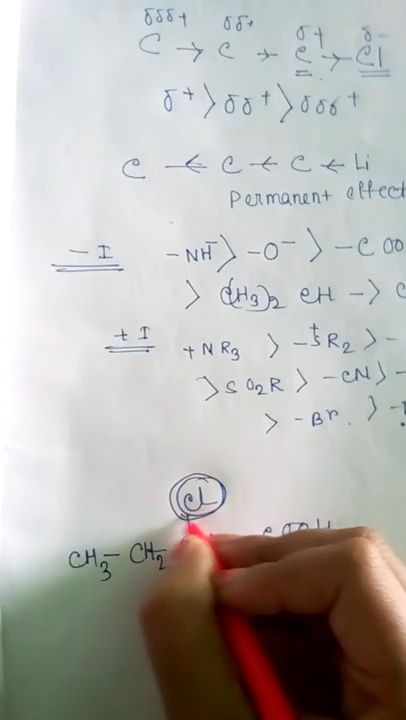 δδδ+ δδ+ δ+ δ-
C → C → C → Cl
δ+ > δδ+ > δδδ+
C ← C ← C ← Li
Permanent effect
- I -NH⁻ > -O⁻ > -COO
> (CH3)2 CH -> C
+ I +NR3 > -S⁺R2 > -
> SO2R > -CN > -
> -Br. > -
Cl
CH3- CH2 COOH